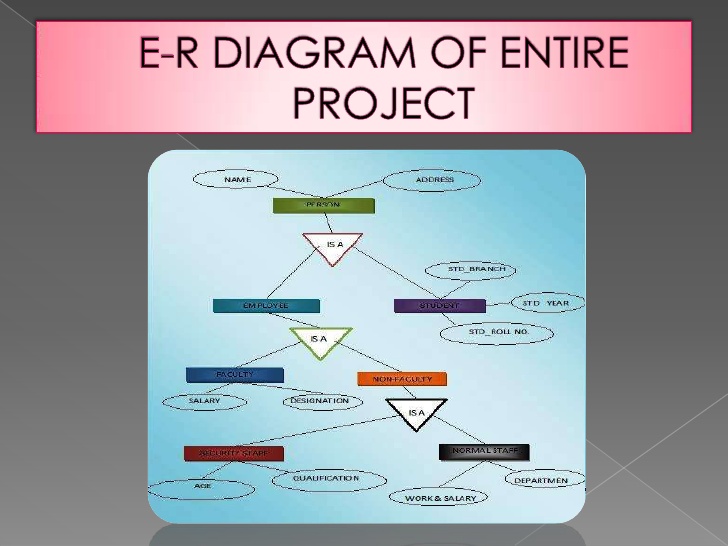 E-R DIAGRAM OF ENTIRE
PROJECT
NAME
ADDRESS
PERSON
IS A
STD_BRANCH
EMPLOYEE
STUDENT
STD_YEAR
STD_ROLL NO.
IS A
FACULTY
NON-FACULTY
SALARY
DESIGNATION
IS A
SECURITY STAFF
NORMAL STAFF
AGE
QUALIFICATION
DEPARTMEN
WORK & SALARY